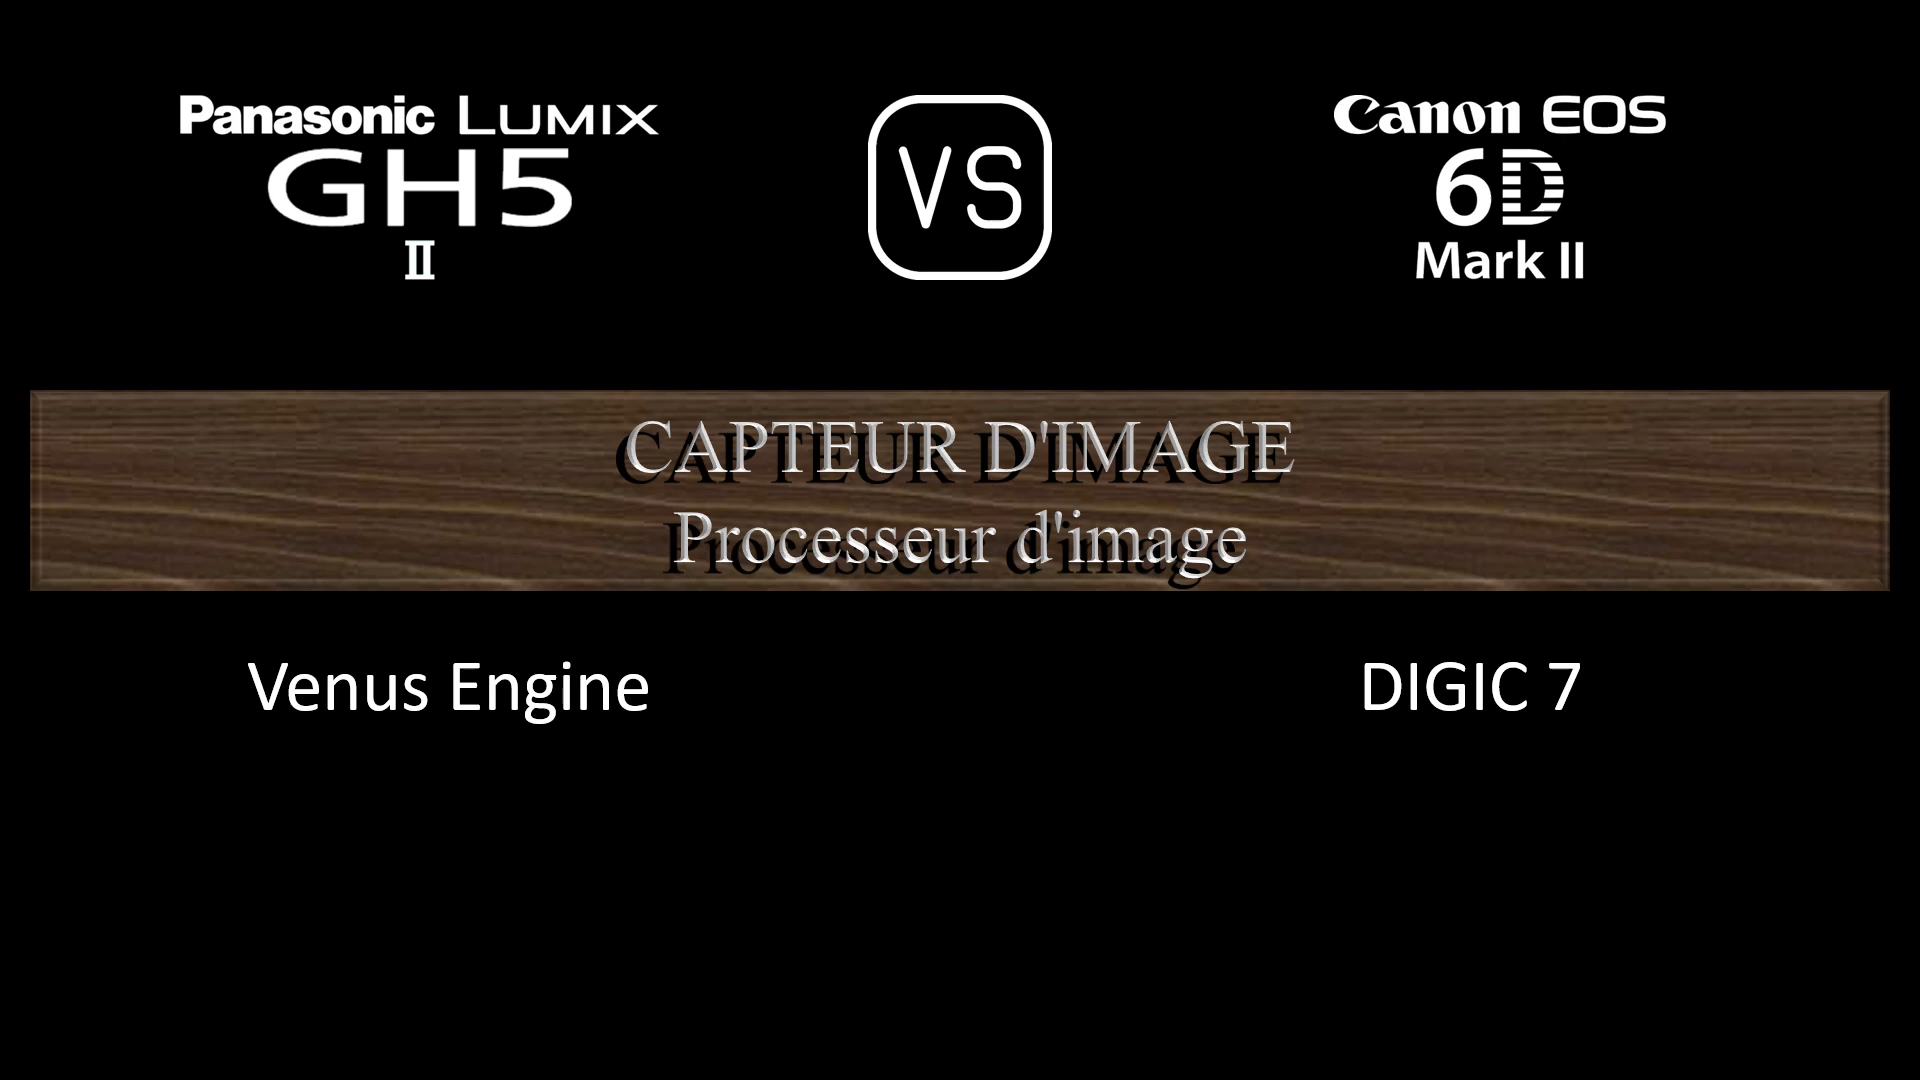 Panasonic LUMIX
GH5
II
VS
Canon EOS
6D
Mark II
CAPTEUR D'IMAGE
Processeur d'image
Venus Engine
DIGIC 7